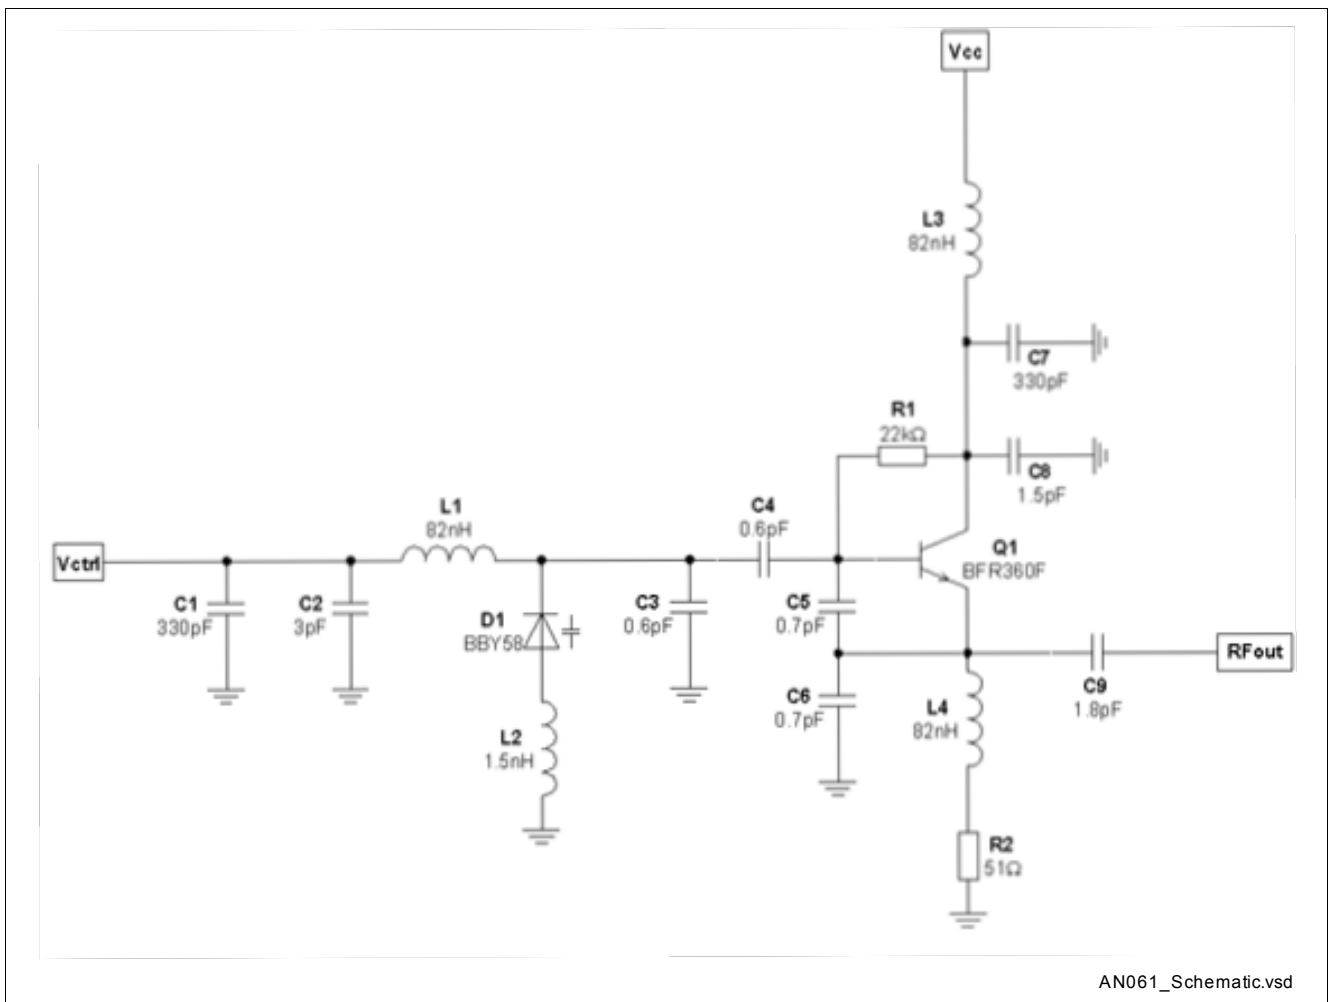 Vcc
L3
82nH
C7
330pF
R1
22kΩ
C8
1.5pF
L1
82nH
C4
0.6pF
Vctrl
Q1
BFR360F
C1
330pF
C2
3pF
D1
BBY58
C3
0.6pF
C5
0.7pF
RFout
C9
1.8pF
C6
0.7pF
L4
82nH
L2
1.5nH
R2
51Ω
AN061_Schematic.vsd